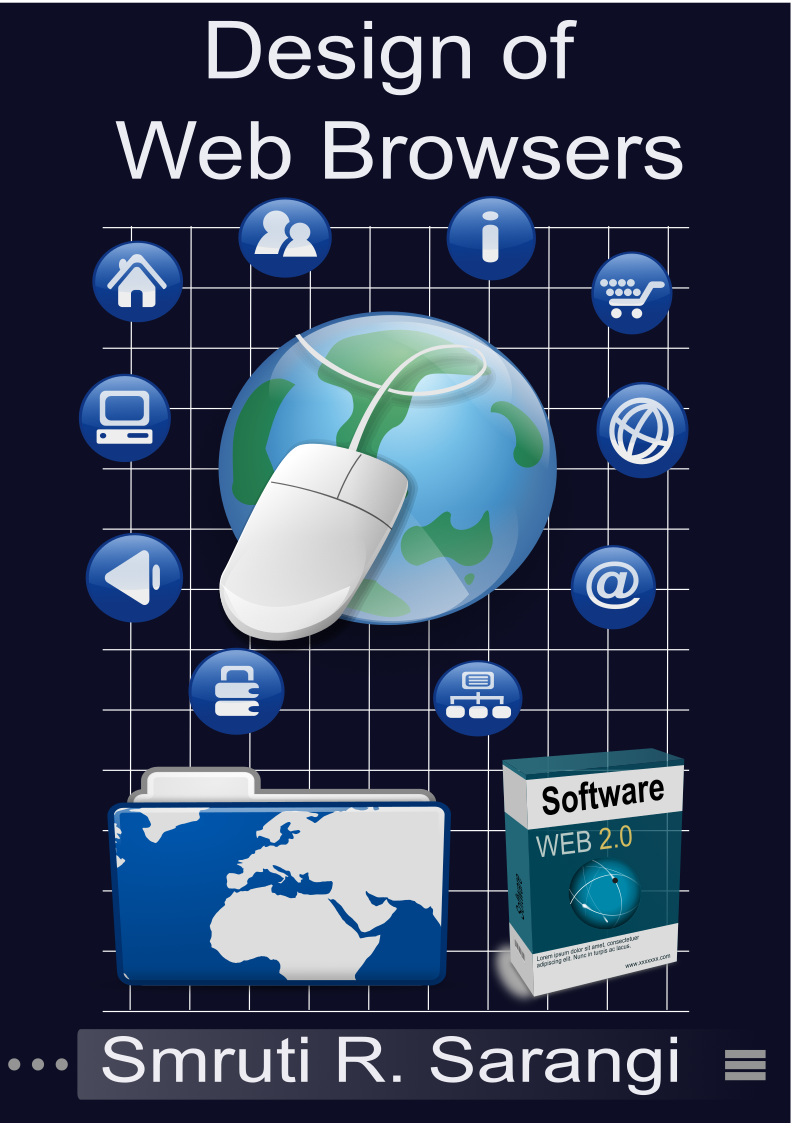 Design of
Web Browsers
i
@
Software
WEB 2.0
Software
Lorem ipsum dolor sit amet, consectetuer
adipiscing elit. Nunc in turpis ac lacus.
www.xxxxxxx.com
Smruti R. Sarangi